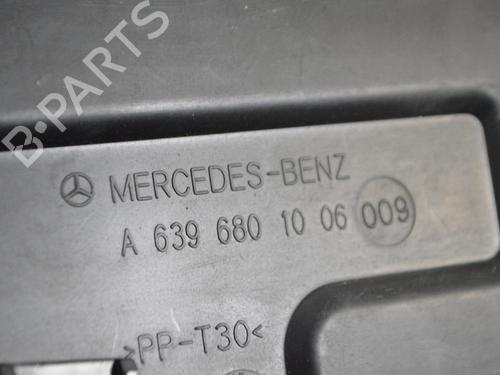 B-PARTS
MERCEDES-BENZ
A 639 680 10 06 009
>PP-T30<